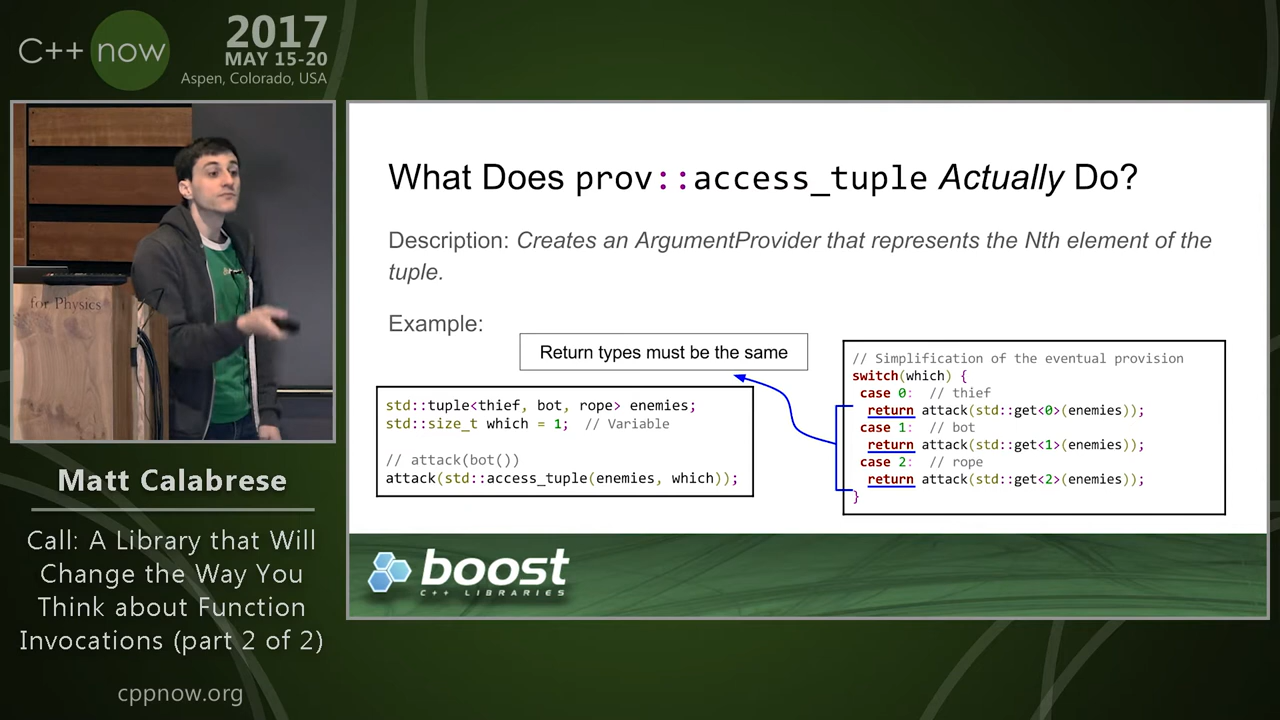 C++ now
2017
MAY 15-20
Aspen, Colorado, USA
for Physics
Matt Calabrese
Call: A Library that Will
Change the Way You
Think about Function
Invocations (part 2 of 2)
cppnow.org
What Does prov::access_tuple Actually Do?
Description: Creates an ArgumentProvider that represents the Nth element of the
tuple.
Example:
Return types must be the same
std::tuple<thief, bot, rope> enemies;
std::size_t which = 1;  // Variable
// attack(bot())
attack(std::access_tuple(enemies, which));
// Simplification of the eventual provision
switch(which) {
case 0:  // thief
return attack(std::get<0>(enemies));
case 1:  // bot
return attack(std::get<1>(enemies));
case 2:  // rope
return attack(std::get<2>(enemies));
}
boost
C++ LIBRARIES